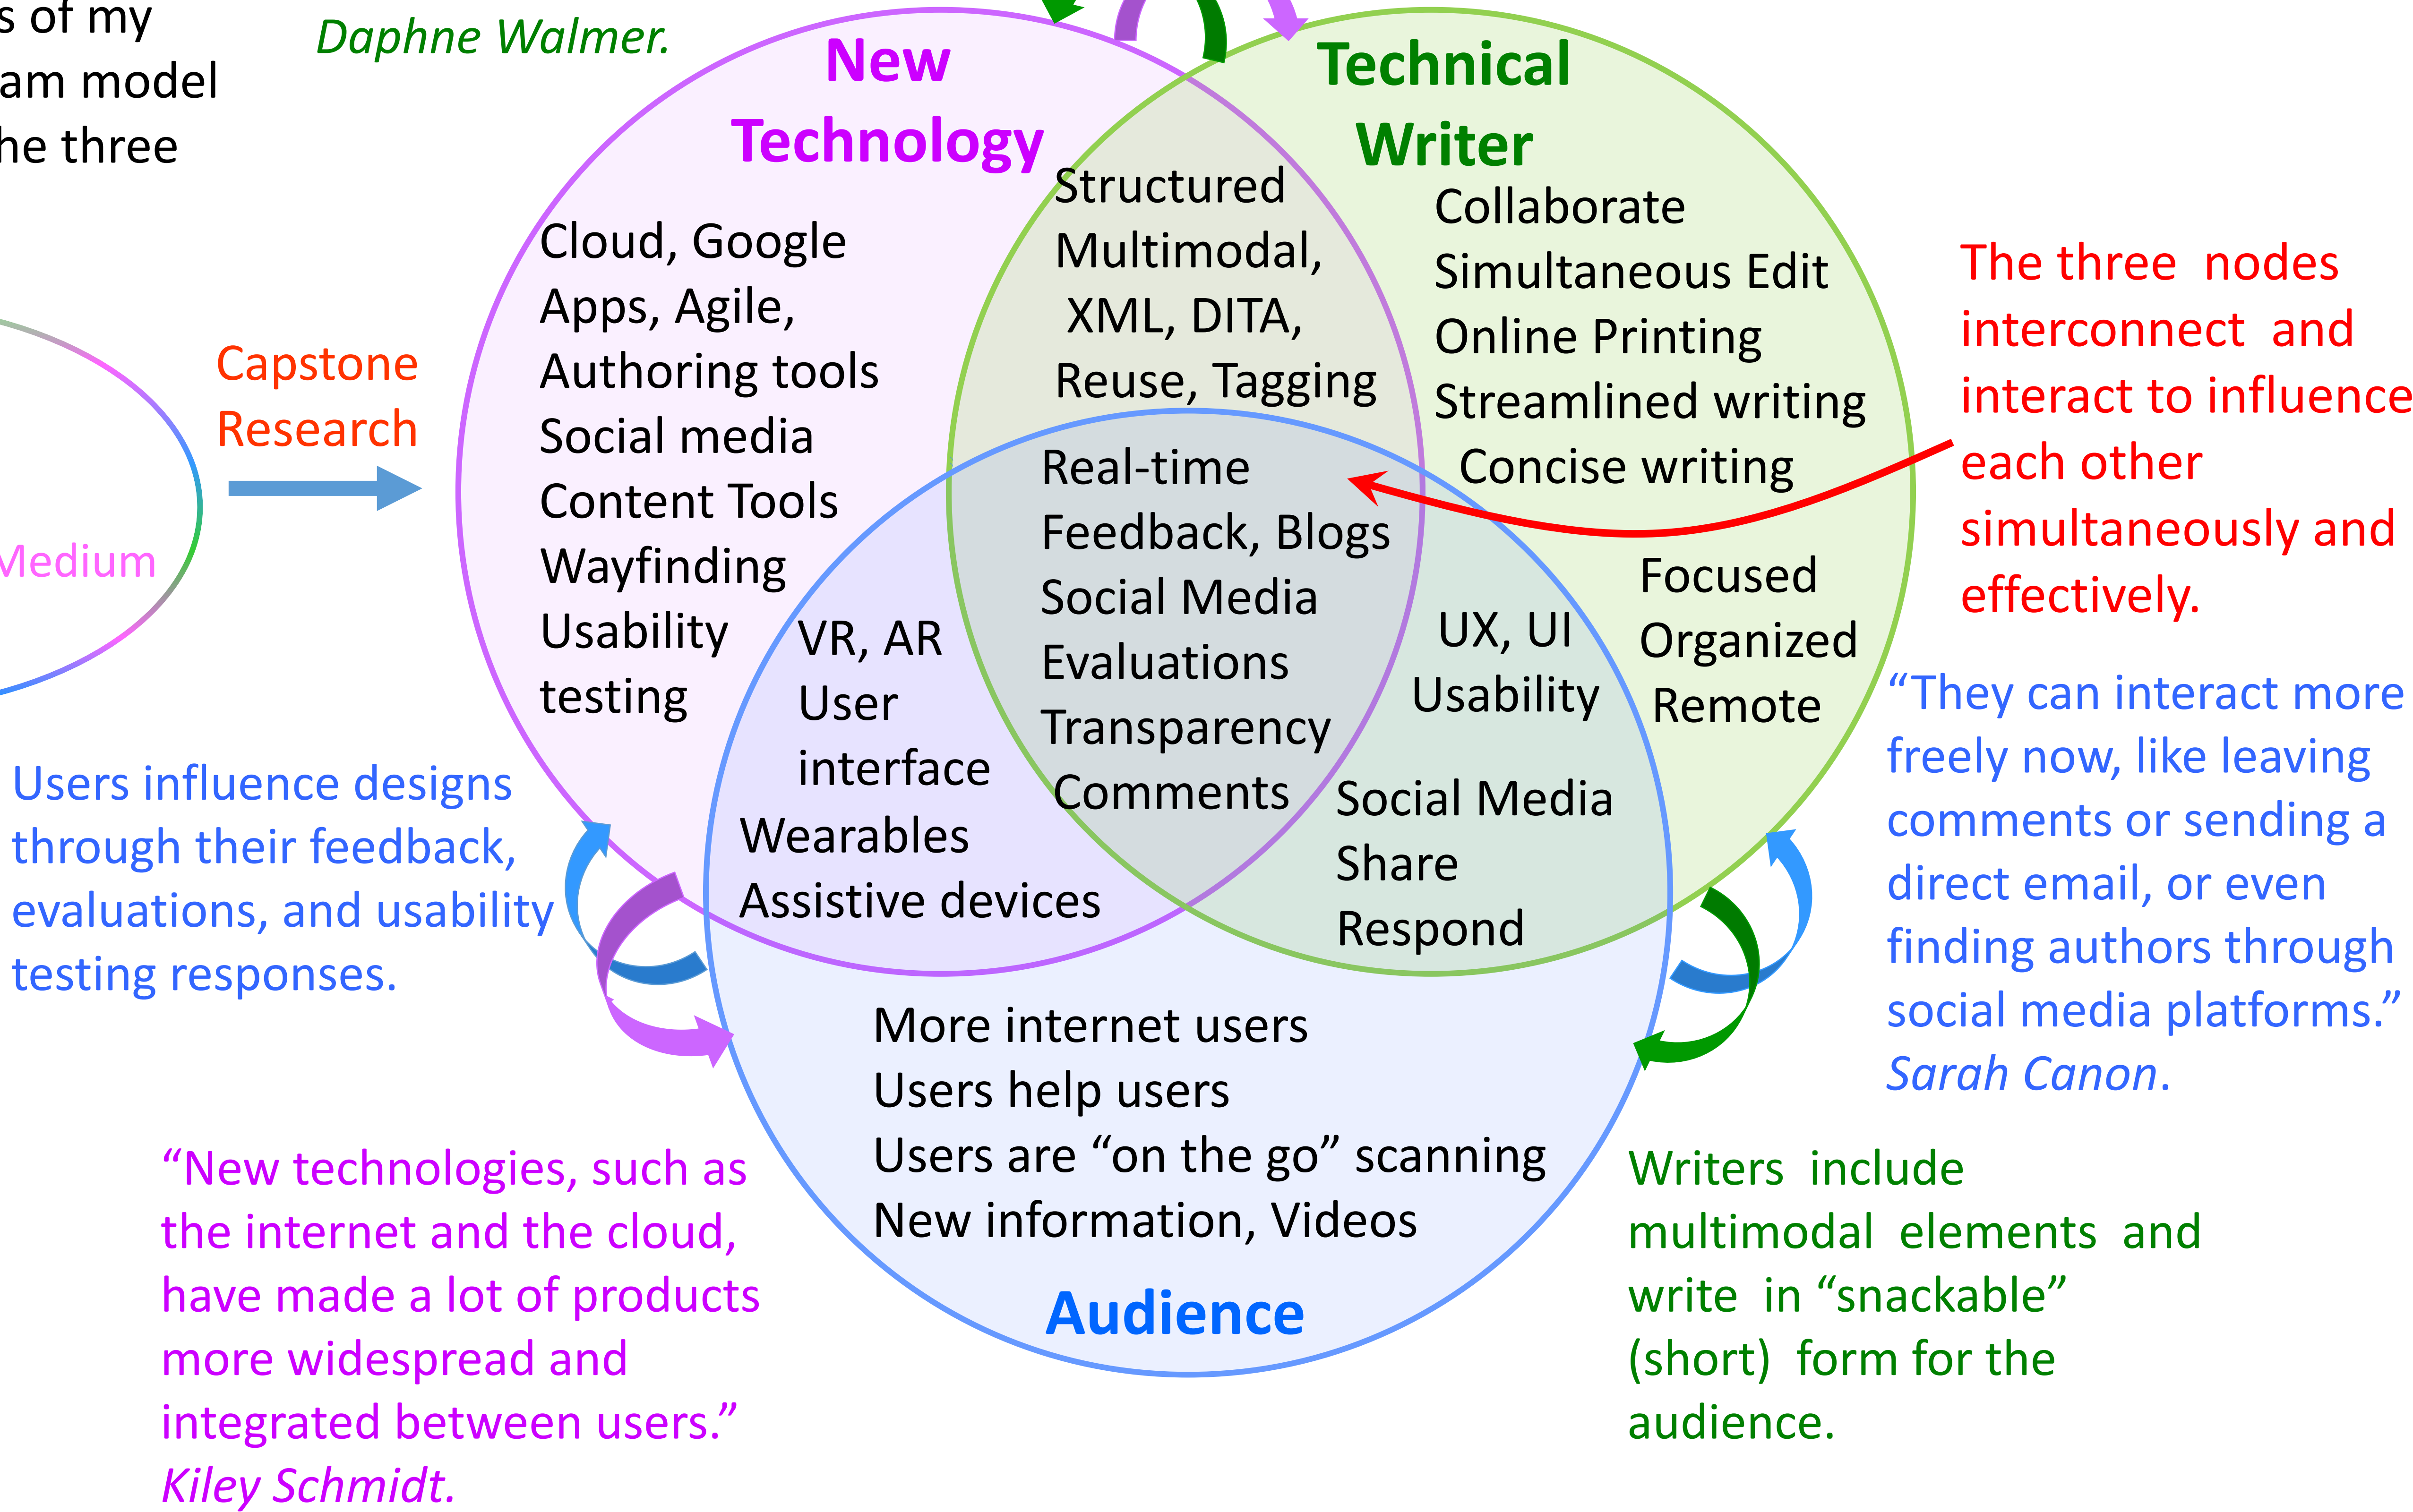 s of my
am model
he three
Daphne Walmer.
Capstone
Research
Medium
New
Technology
Cloud, Google
Apps, Agile,
Authoring tools
Social media
Content Tools
Wayfinding
Usability
testing
Structured
Multimodal,
XML, DITA,
Reuse, Tagging
Technical
Writer
Collaborate
Simultaneous Edit
Online Printing
Streamlined writing
Concise writing
Focused
Organized
Remote
Real-time
Feedback, Blogs
Social Media
Evaluations
Transparency
Comments
VR, AR
User
interface
Wearables
Assistive devices
UX, UI
Usability
Social Media
Share
Respond
More internet users
Users help users
Users are “on the go” scanning
New information, Videos
Audience
The three nodes
interconnect and
interact to influence
each other
simultaneously and
effectively.
“They can interact more
freely now, like leaving
comments or sending a
direct email, or even
finding authors through
social media platforms.”
Sarah Canon.
Users influence designs
through their feedback,
evaluations, and usability
testing responses.
“New technologies, such as
the internet and the cloud,
have made a lot of products
more widespread and
integrated between users.”
Kiley Schmidt.
Writers include
multimodal elements and
write in “snackable”
(short) form for the
audience.